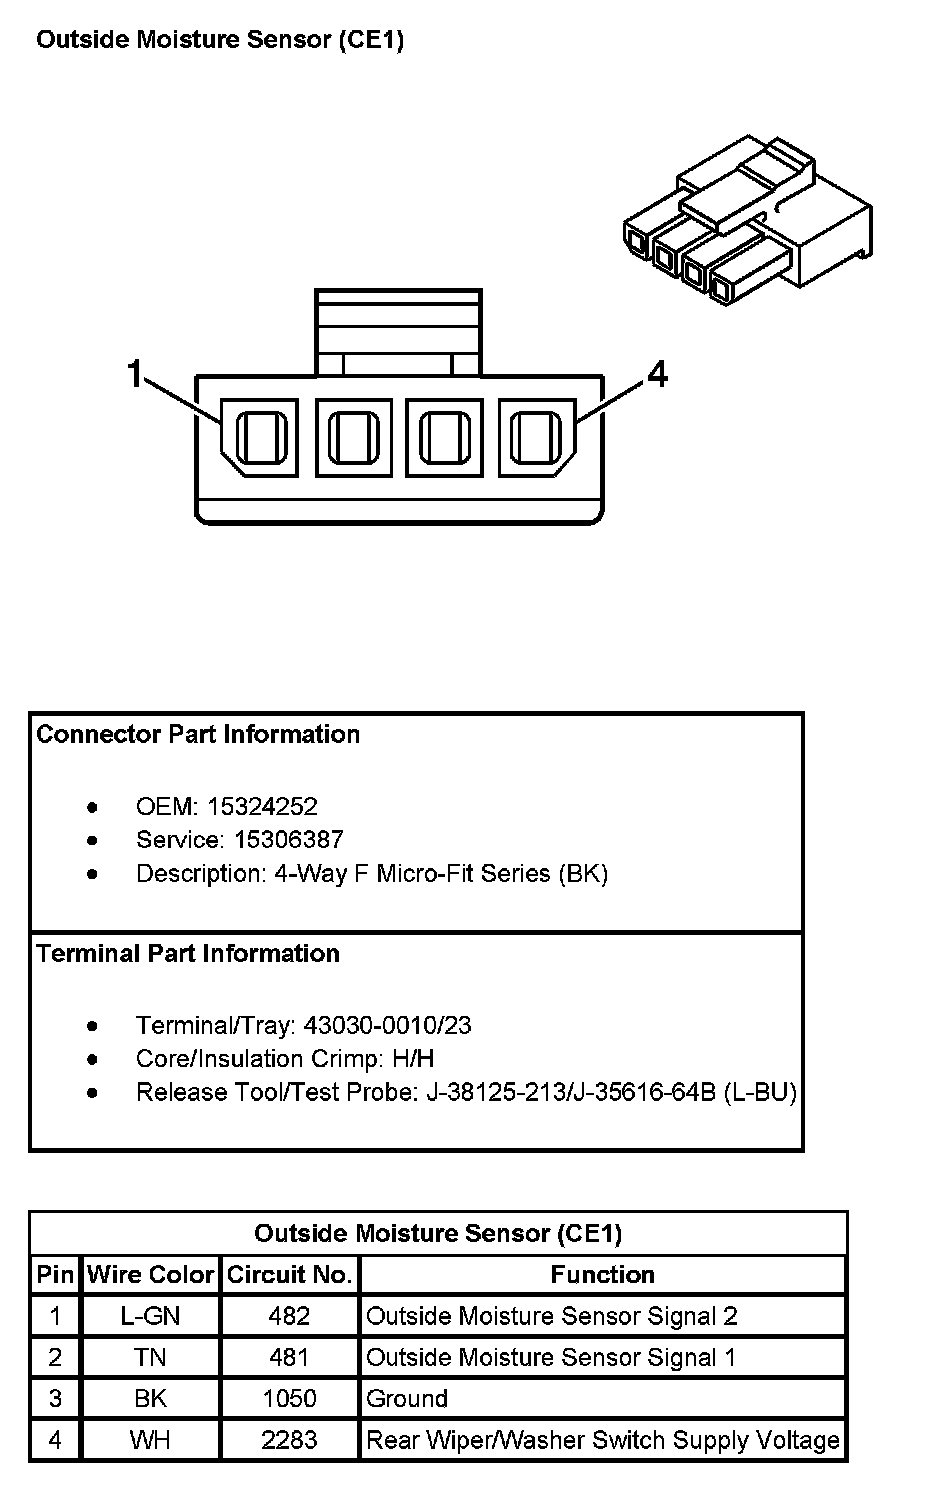 Outside Moisture Sensor (CE1)
1
4
Connector Part Information
• OEM: 15324252
• Service: 15306387
• Description: 4-Way F Micro-Fit Series (BK)
Terminal Part Information
• Terminal/Tray: 43030-0010/23
• Core/Insulation Crimp: H/H
• Release Tool/Test Probe: J-38125-213/J-35616-64B (L-BU)
Outside Moisture Sensor (CE1)
Pin Wire Color Circuit No. Function
1 L-GN 482 Outside Moisture Sensor Signal 2
2 TN 481 Outside Moisture Sensor Signal 1
3 BK 1050 Ground
4 WH 2283 Rear Wiper/Washer Switch Supply Voltage